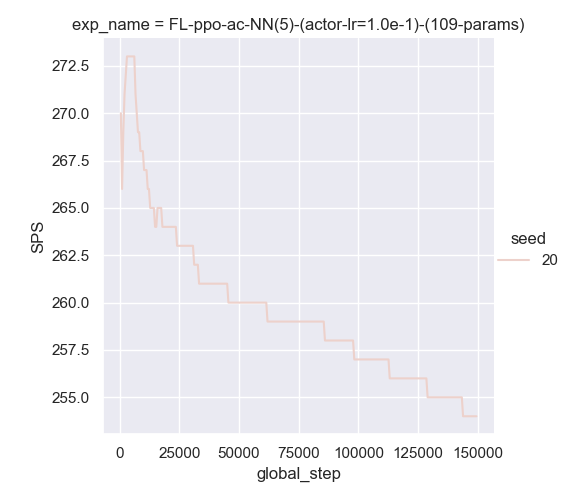 exp_name = FL-ppo-ac-NN(5)-(actor-lr=1.0e-1)-(109-params)
272.5
270.0
267.5
265.0
262.5
260.0
257.5
255.0
SPS
seed
20
0 25000 50000 75000 100000 125000 150000
global_step